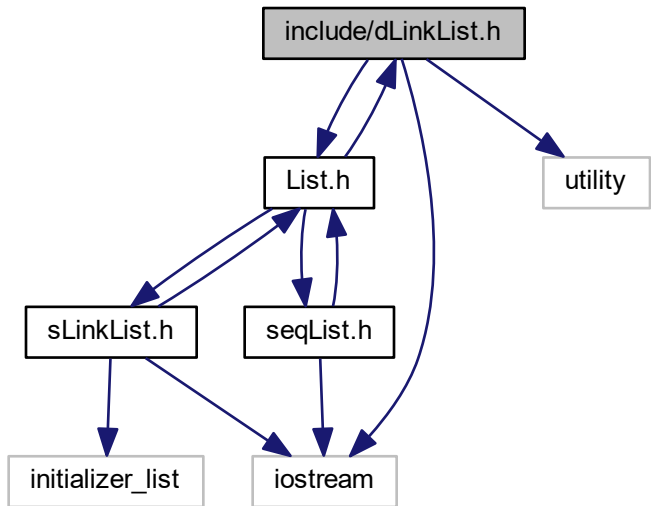 include/dLinkList.h
List.h
utility
sLinkList.h
seqList.h
initializer_list
iostream